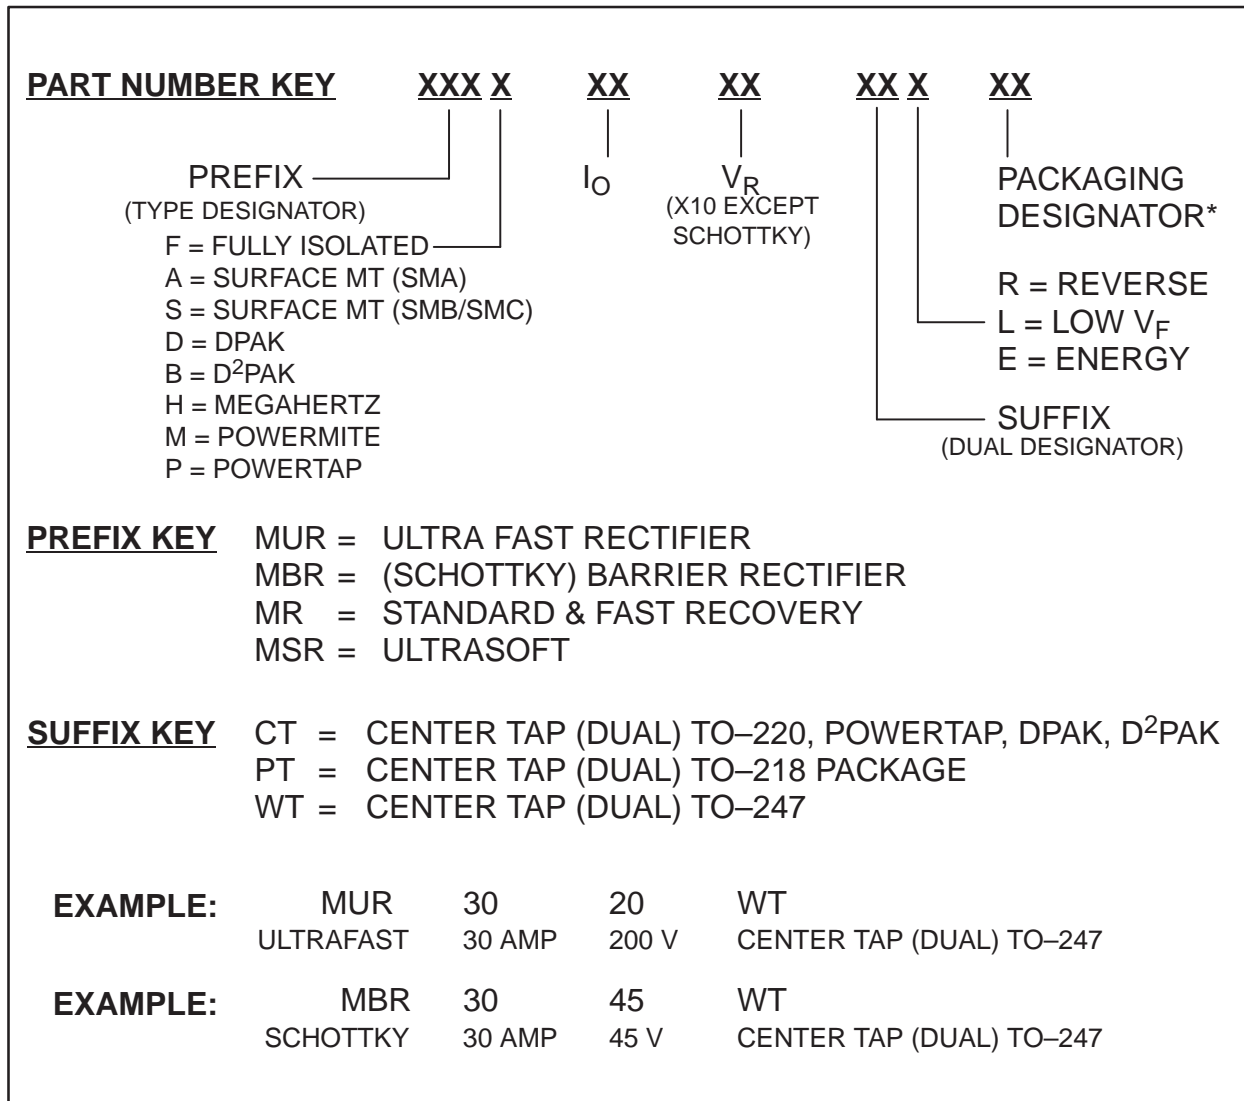 PART NUMBER KEY XXX X XX XX XX X XX
PREFIX I_O V_R PACKAGING
(TYPE DESIGNATOR) (X10 EXCEPT DESIGNATOR*
F = FULLY ISOLATED SCHOTTKY)
A = SURFACE MT (SMA) R = REVERSE
S = SURFACE MT (SMB/SMC) L = LOW V_F
D = DPAK E = ENERGY
B = D²PAK
H = MEGAHERTZ SUFFIX
M = POWERMITE (DUAL DESIGNATOR)
P = POWERTAP
PREFIX KEY MUR = ULTRA FAST RECTIFIER
MBR = (SCHOTTKY) BARRIER RECTIFIER
MR = STANDARD & FAST RECOVERY
MSR = ULTRASOFT
SUFFIX KEY CT = CENTER TAP (DUAL) TO–220, POWERTAP, DPAK, D²PAK
PT = CENTER TAP (DUAL) TO–218 PACKAGE
WT = CENTER TAP (DUAL) TO–247
EXAMPLE: MUR 30 20 WT
ULTRAFAST 30 AMP 200 V CENTER TAP (DUAL) TO–247
EXAMPLE: MBR 30 45 WT
SCHOTTKY 30 AMP 45 V CENTER TAP (DUAL) TO–247